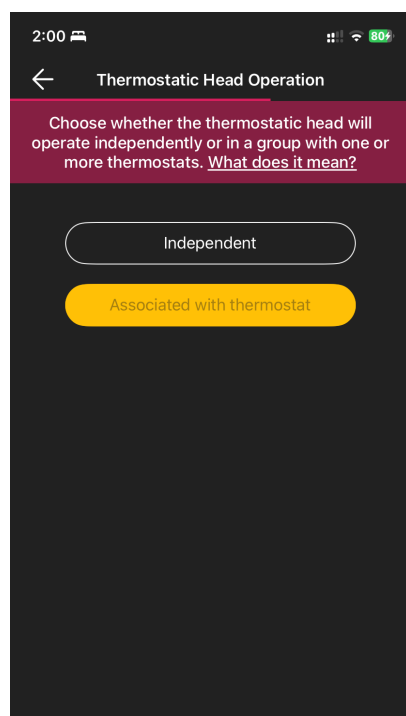 2:00
80
Thermostatic Head Operation
Choose whether the thermostatic head will
operate independently or in a group with one or
more thermostats. What does it mean?
Independent
Associated with thermostat